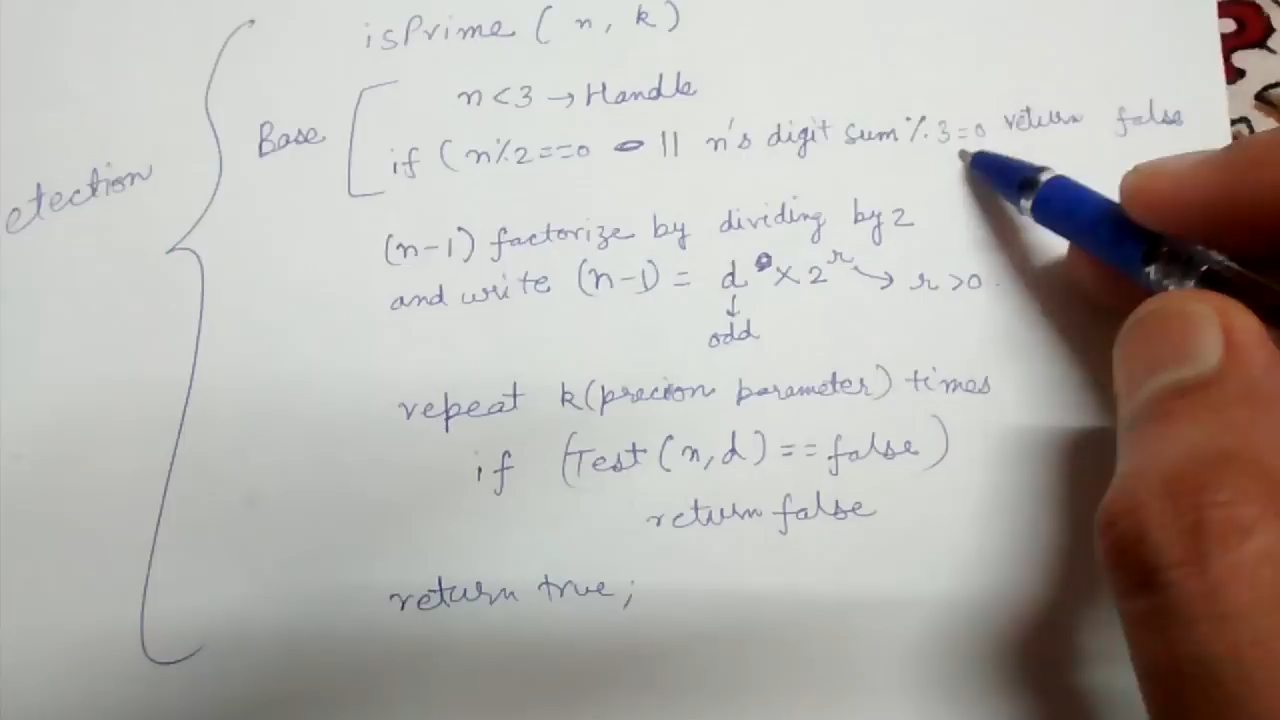 isPrime (n, k)
n<3 → Handle
Base
if (n%2==0 || n's digit sum % 3=0 return false
etection
(n-1) factorize by dividing by 2
and write (n-1) = d × 2^r → r >0.
↓
odd
repeat k(precion parameter) times
if (Test (n,d) == false)
return false
return true;